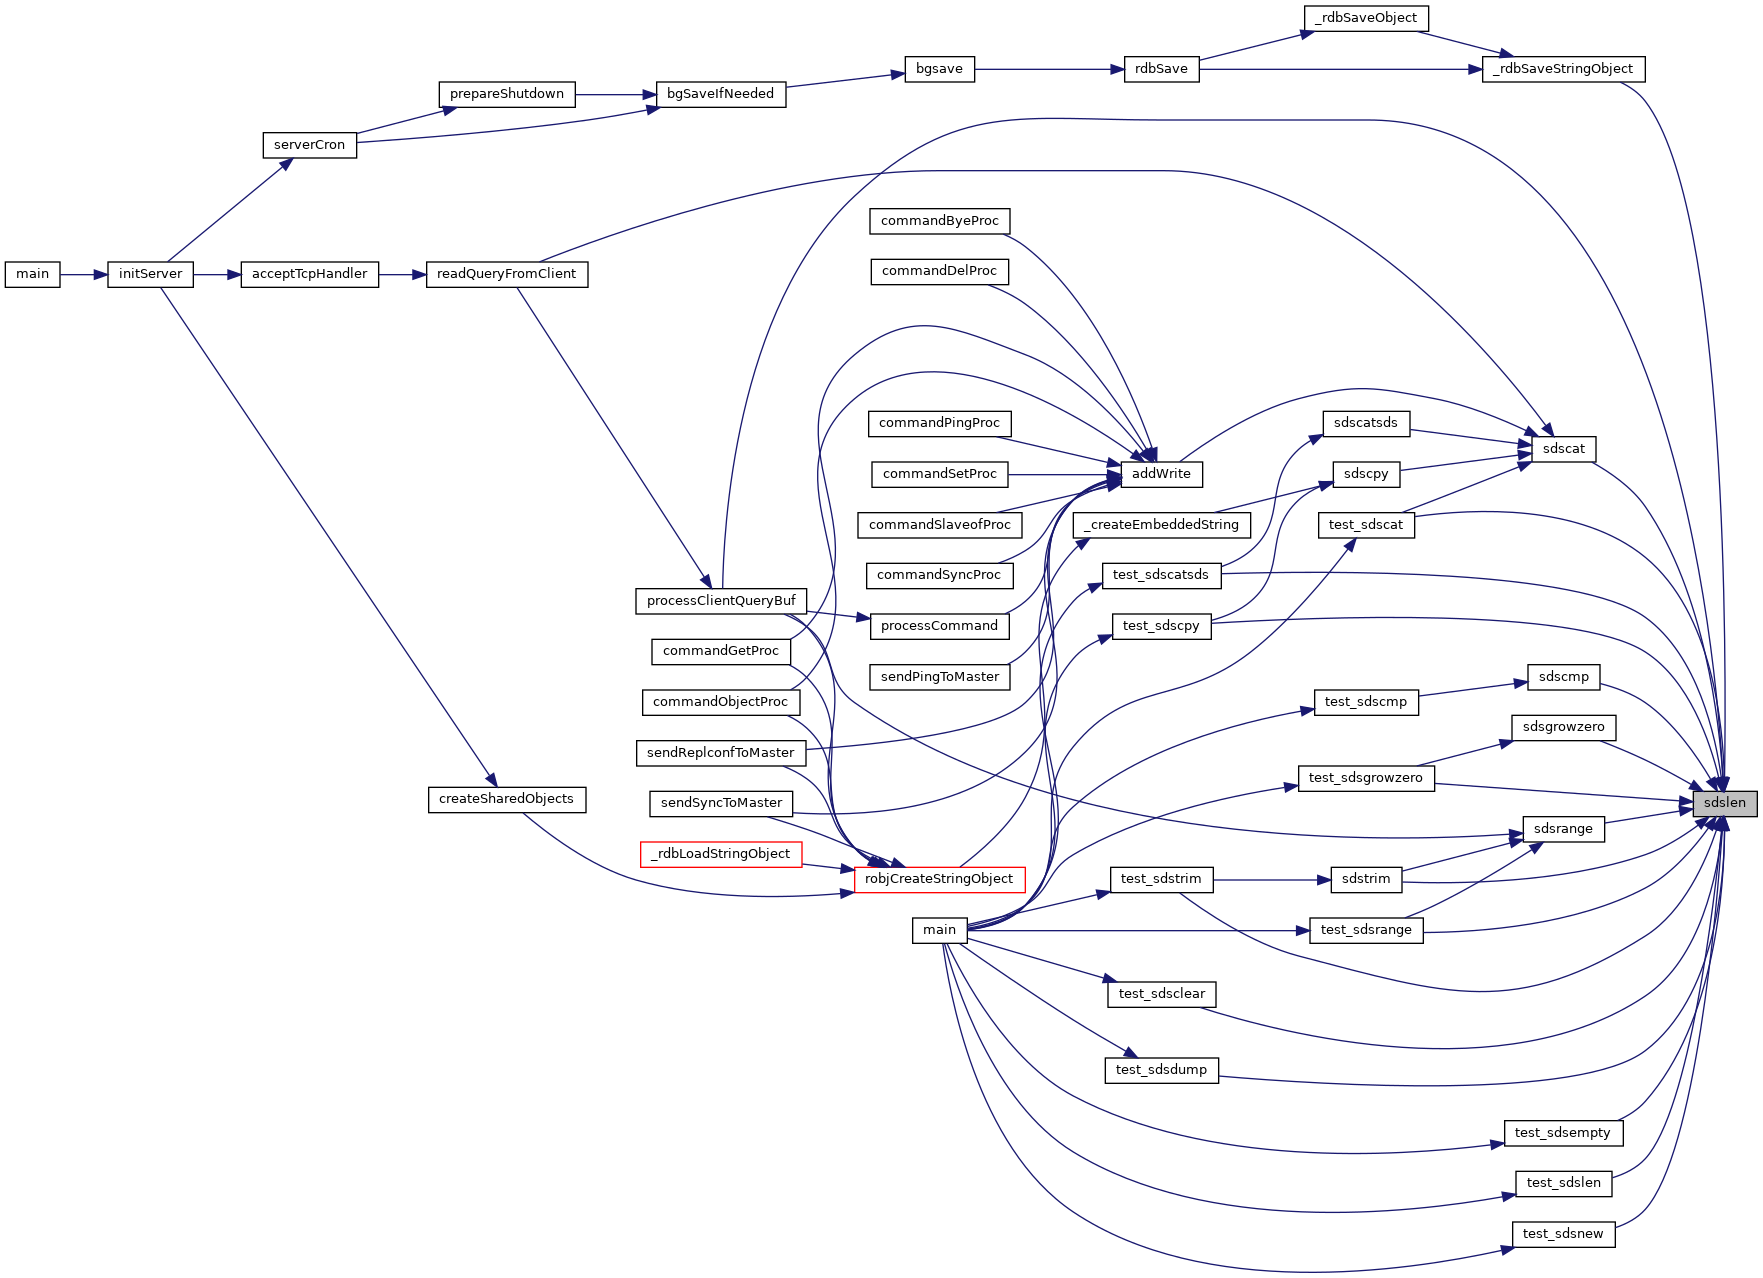 _rdbSaveObject
bgsave
rdbSave
_rdbSaveStringObject
prepareShutdown
bgSaveIfNeeded
serverCron
commandByeProc
main
initServer
acceptTcpHandler
readQueryFromClient
commandDelProc
commandPingProc
sdscatsds
sdscat
commandSetProc
addWrite
sdscpy
commandSlaveofProc
_createEmbeddedString
test_sdscat
commandSyncProc
test_sdscatsds
processClientQueryBuf
processCommand
test_sdscpy
commandGetProc
sendPingToMaster
sdscmp
commandObjectProc
test_sdscmp
sdsgrowzero
sendReplconfToMaster
test_sdsgrowzero
createSharedObjects
sendSyncToMaster
sdslen
sdsrange
_rdbLoadStringObject
robjCreateStringObject
test_sdstrim
sdstrim
main
test_sdsrange
test_sdsclear
test_sdsdump
test_sdsempty
test_sdslen
test_sdsnew